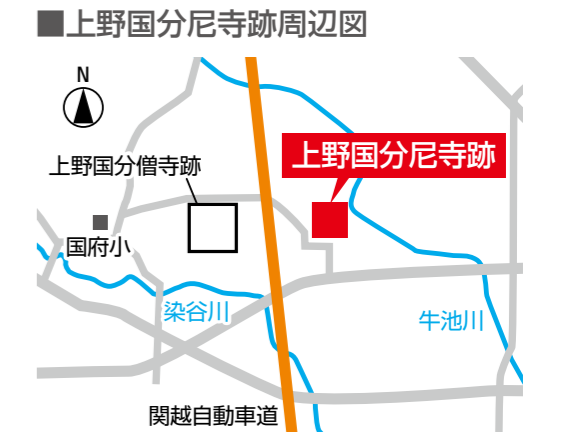 ■上野国分尼寺跡周辺図
N
上野国分僧寺跡
上野国分尼寺跡
国府小
染谷川
牛池川
関越自動車道